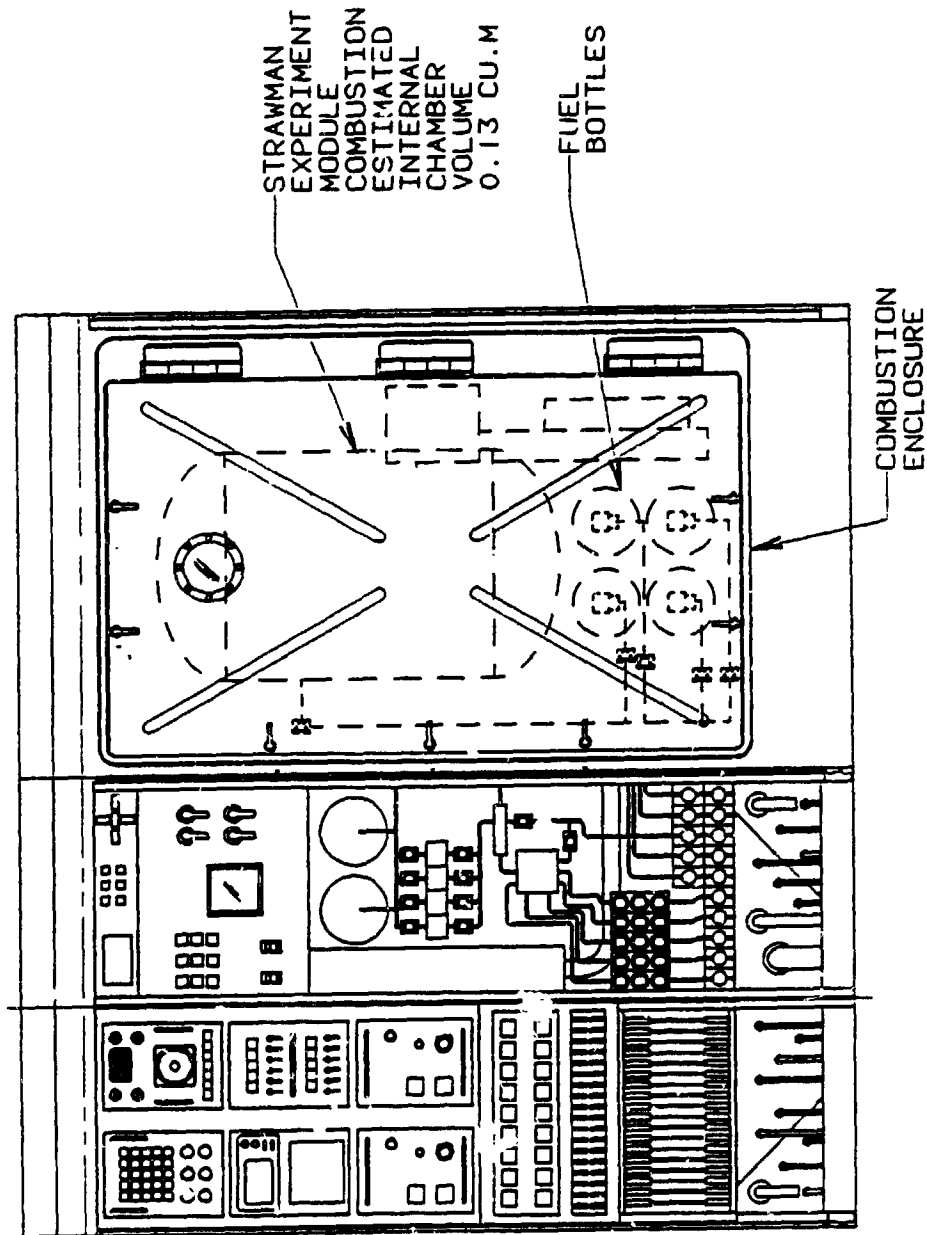 STRAWMAN
EXPERIMENT
MODULE
COMBUSTION
ESTIMATED
INTERNAL
CHAMBER
VOLUME
0.13 CU.M
FUEL
BOTTLES
COMBUSTION
ENCLOSURE